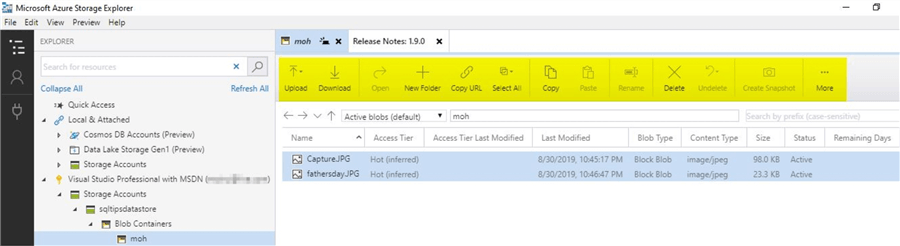 Microsoft Azure Storage Explorer
File Edit View Preview Help
EXPLORER
Search for resources
Collapse All Refresh All
Quick Access
Local & Attached
Cosmos DB Accounts (Preview)
Data Lake Storage Gen1 (Preview)
Storage Accounts
Visual Studio Professional with MSDN (
Storage Accounts
sqltipsdatastore
Blob Containers
moh
moh Release Notes: 1.9.0
Upload Download Open New Folder Copy URL Select All Copy Paste Rename Delete Undelete Create Snapshot More
Active blobs (default) moh Search by prefix (case-sensitive)
Name Access Tier Access Tier Last Modified Last Modified Blob Type Content Type Size Status Remaining Days
CaptureJPG Hot (inferred) 8/30/2019, 10:45:17 PM Block Blob image/jpeg 98.0 KB Active
fathersdayJPG Hot (inferred) 8/30/2019, 10:46:47 PM Block Blob image/jpeg 23.3 KB Active